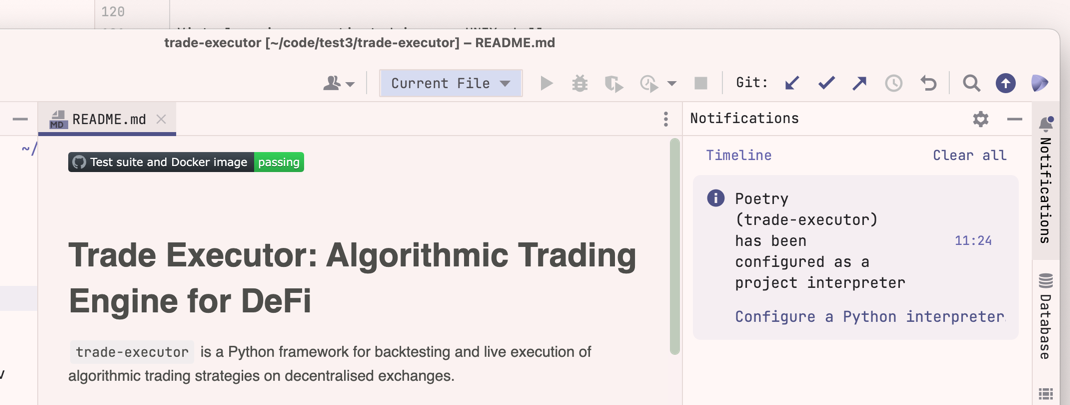 120
trade-executor [~/code/test3/trade-executor] – README.md
Current File
Git:
README.md
Notifications
~/
Test suite and Docker image passing
Timeline
Clear all
Poetry
(trade-executor)
has been
configured as a
project interpreter
11:24
Configure a Python interpreter
Trade Executor: Algorithmic Trading
Engine for DeFi
trade-executor is a Python framework for backtesting and live execution of
algorithmic trading strategies on decentralised exchanges.
Notifications
Database
MD